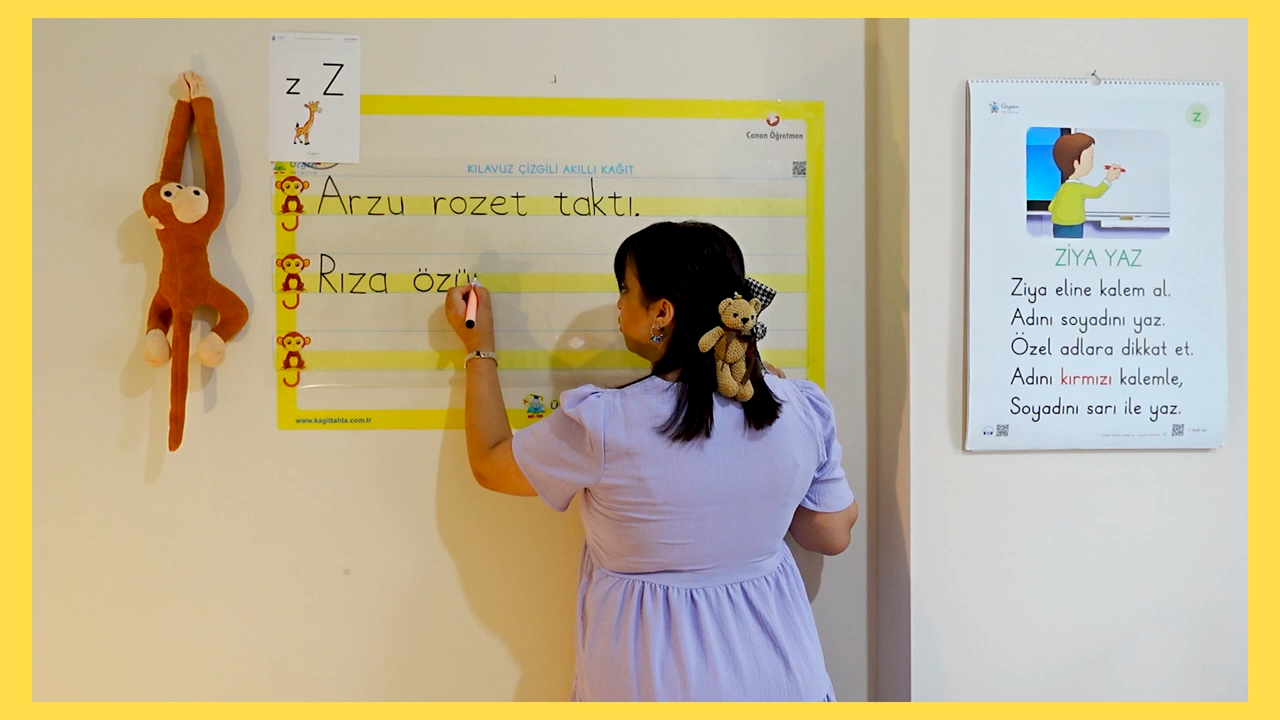 z Z
Canan Öğretmen
KILAVUZ ÇİZGİLİ AKILLI KAĞIT
Arzu rozet taktı.
Rıza özü
www.kagittahta.com.tr
z
ZİYA YAZ
Ziya eline kalem al.
Adını soyadını yaz.
Özel adlara dikkat et.
Adını kırmızı kalemle,
Soyadını sarı ile yaz.